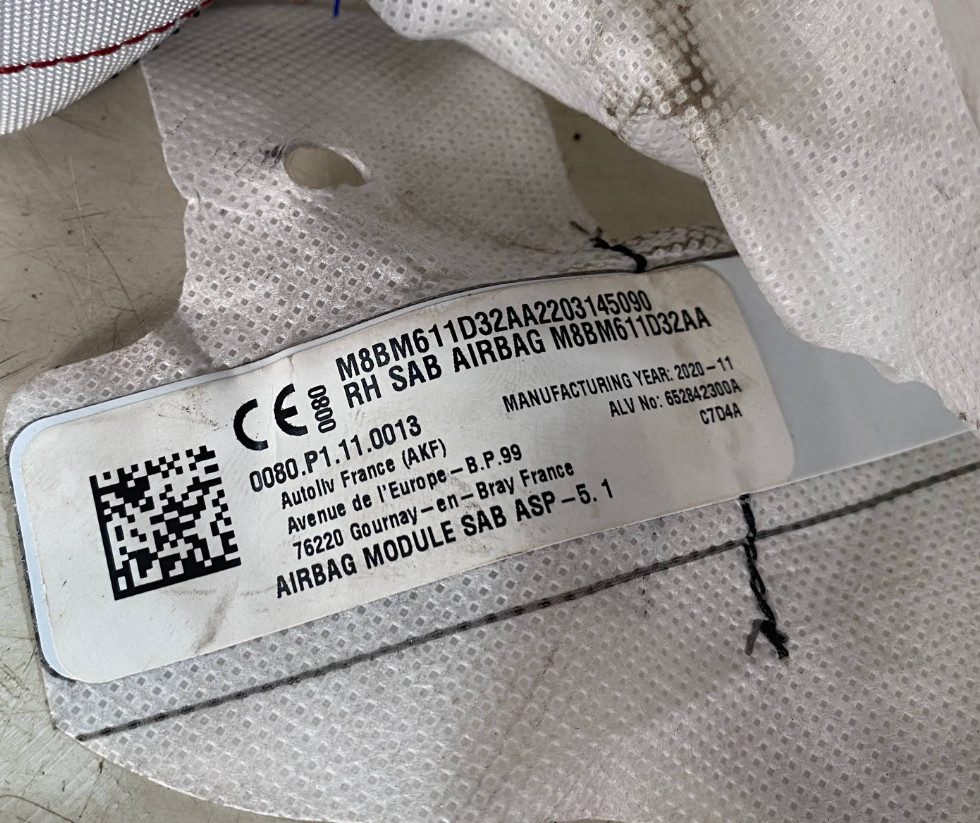 M8BM611D32AA2203145090
RH SAB AIRBAG M8BM611D32AA
CE
0080
MANUFACTURING YEAR: 2020-11
ALV No: 652842300A
C7D4A
0080.P1.11.0013
Autoliv France (AKF)
Avenue de l'Europe-B.P.99
76220 Gournay-en-Bray France
AIRBAG MODULE SAB ASP-5.1